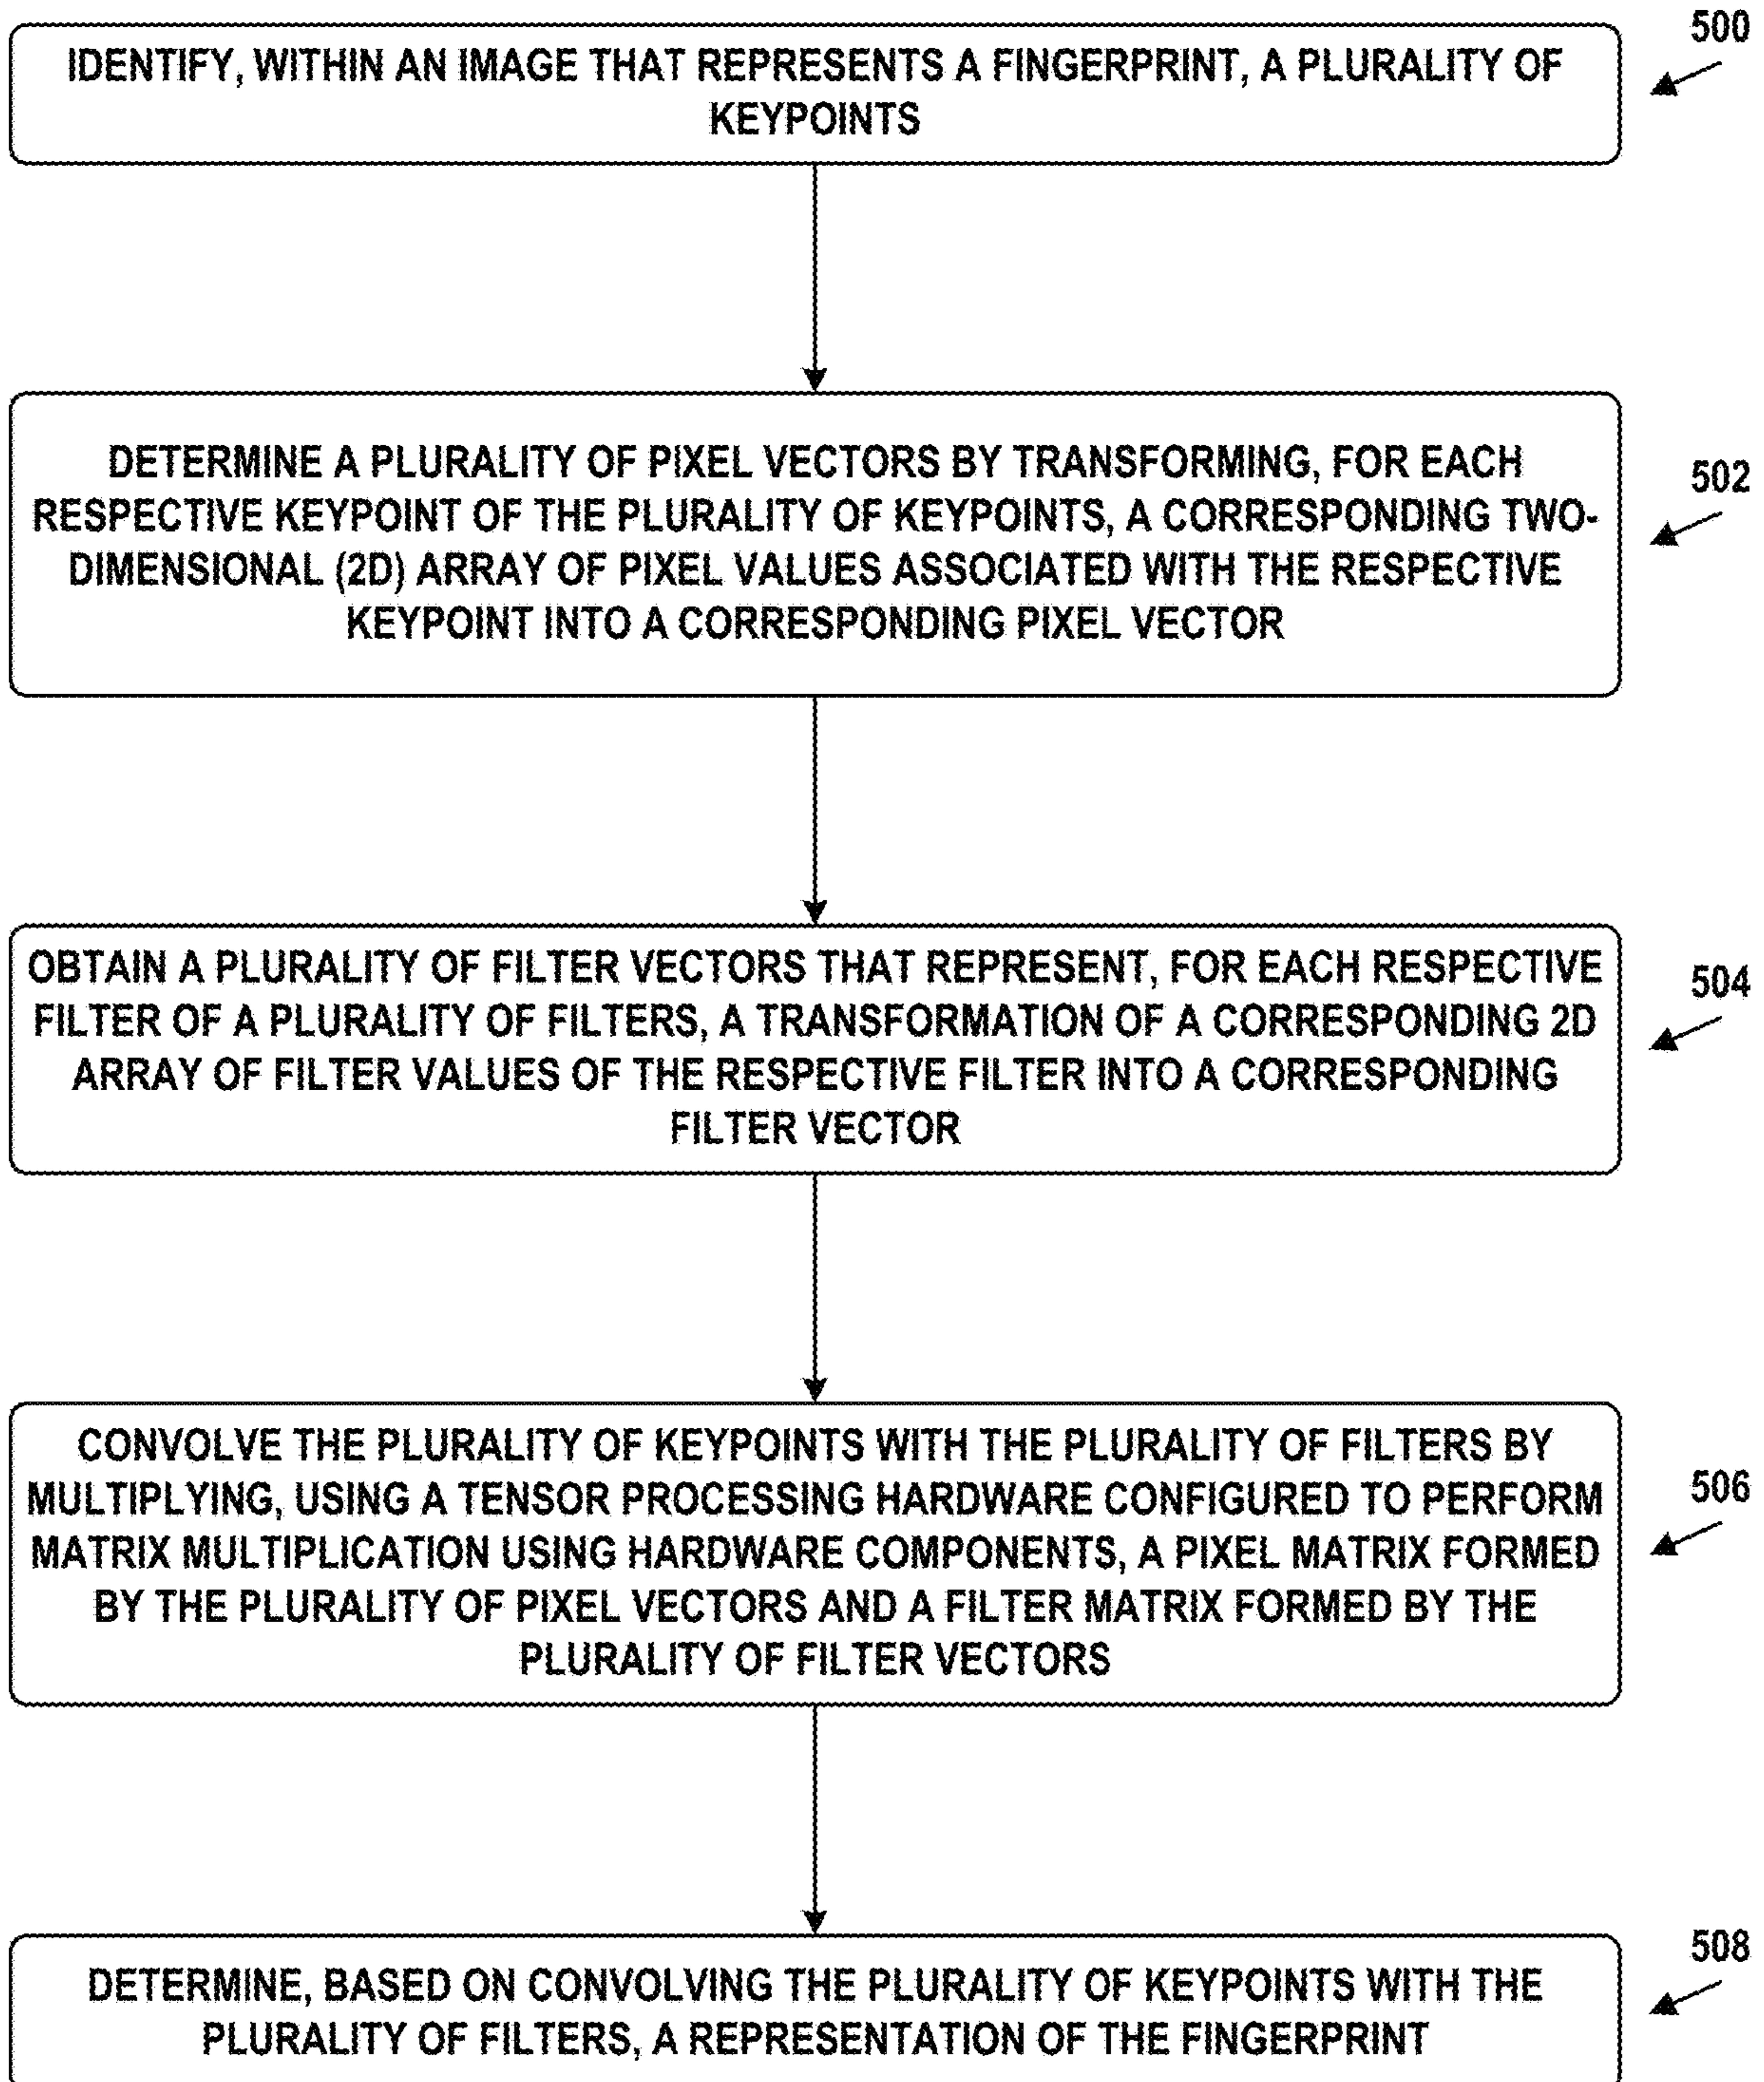 500
IDENTIFY, WITHIN AN IMAGE THAT REPRESENTS A FINGERPRINT, A PLURALITY OF
KEYPOINTS
502
DETERMINE A PLURALITY OF PIXEL VECTORS BY TRANSFORMING, FOR EACH
RESPECTIVE KEYPOINT OF THE PLURALITY OF KEYPOINTS, A CORRESPONDING TWO-
DIMENSIONAL (2D) ARRAY OF PIXEL VALUES ASSOCIATED WITH THE RESPECTIVE
KEYPOINT INTO A CORRESPONDING PIXEL VECTOR
504
OBTAIN A PLURALITY OF FILTER VECTORS THAT REPRESENT, FOR EACH RESPECTIVE
FILTER OF A PLURALITY OF FILTERS, A TRANSFORMATION OF A CORRESPONDING 2D
ARRAY OF FILTER VALUES OF THE RESPECTIVE FILTER INTO A CORRESPONDING
FILTER VECTOR
506
CONVOLVE THE PLURALITY OF KEYPOINTS WITH THE PLURALITY OF FILTERS BY
MULTIPLYING, USING A TENSOR PROCESSING HARDWARE CONFIGURED TO PERFORM
MATRIX MULTIPLICATION USING HARDWARE COMPONENTS, A PIXEL MATRIX FORMED
BY THE PLURALITY OF PIXEL VECTORS AND A FILTER MATRIX FORMED BY THE
PLURALITY OF FILTER VECTORS
508
DETERMINE, BASED ON CONVOLVING THE PLURALITY OF KEYPOINTS WITH THE
PLURALITY OF FILTERS, A REPRESENTATION OF THE FINGERPRINT